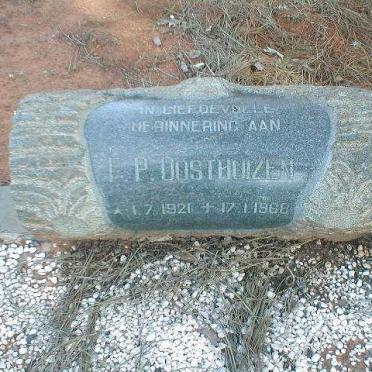 IN LIEFDEVOLLE
HERINNERING AAN
F. P. OOSTHUIZEN
★ 1.7.1921 + 17.1.1968